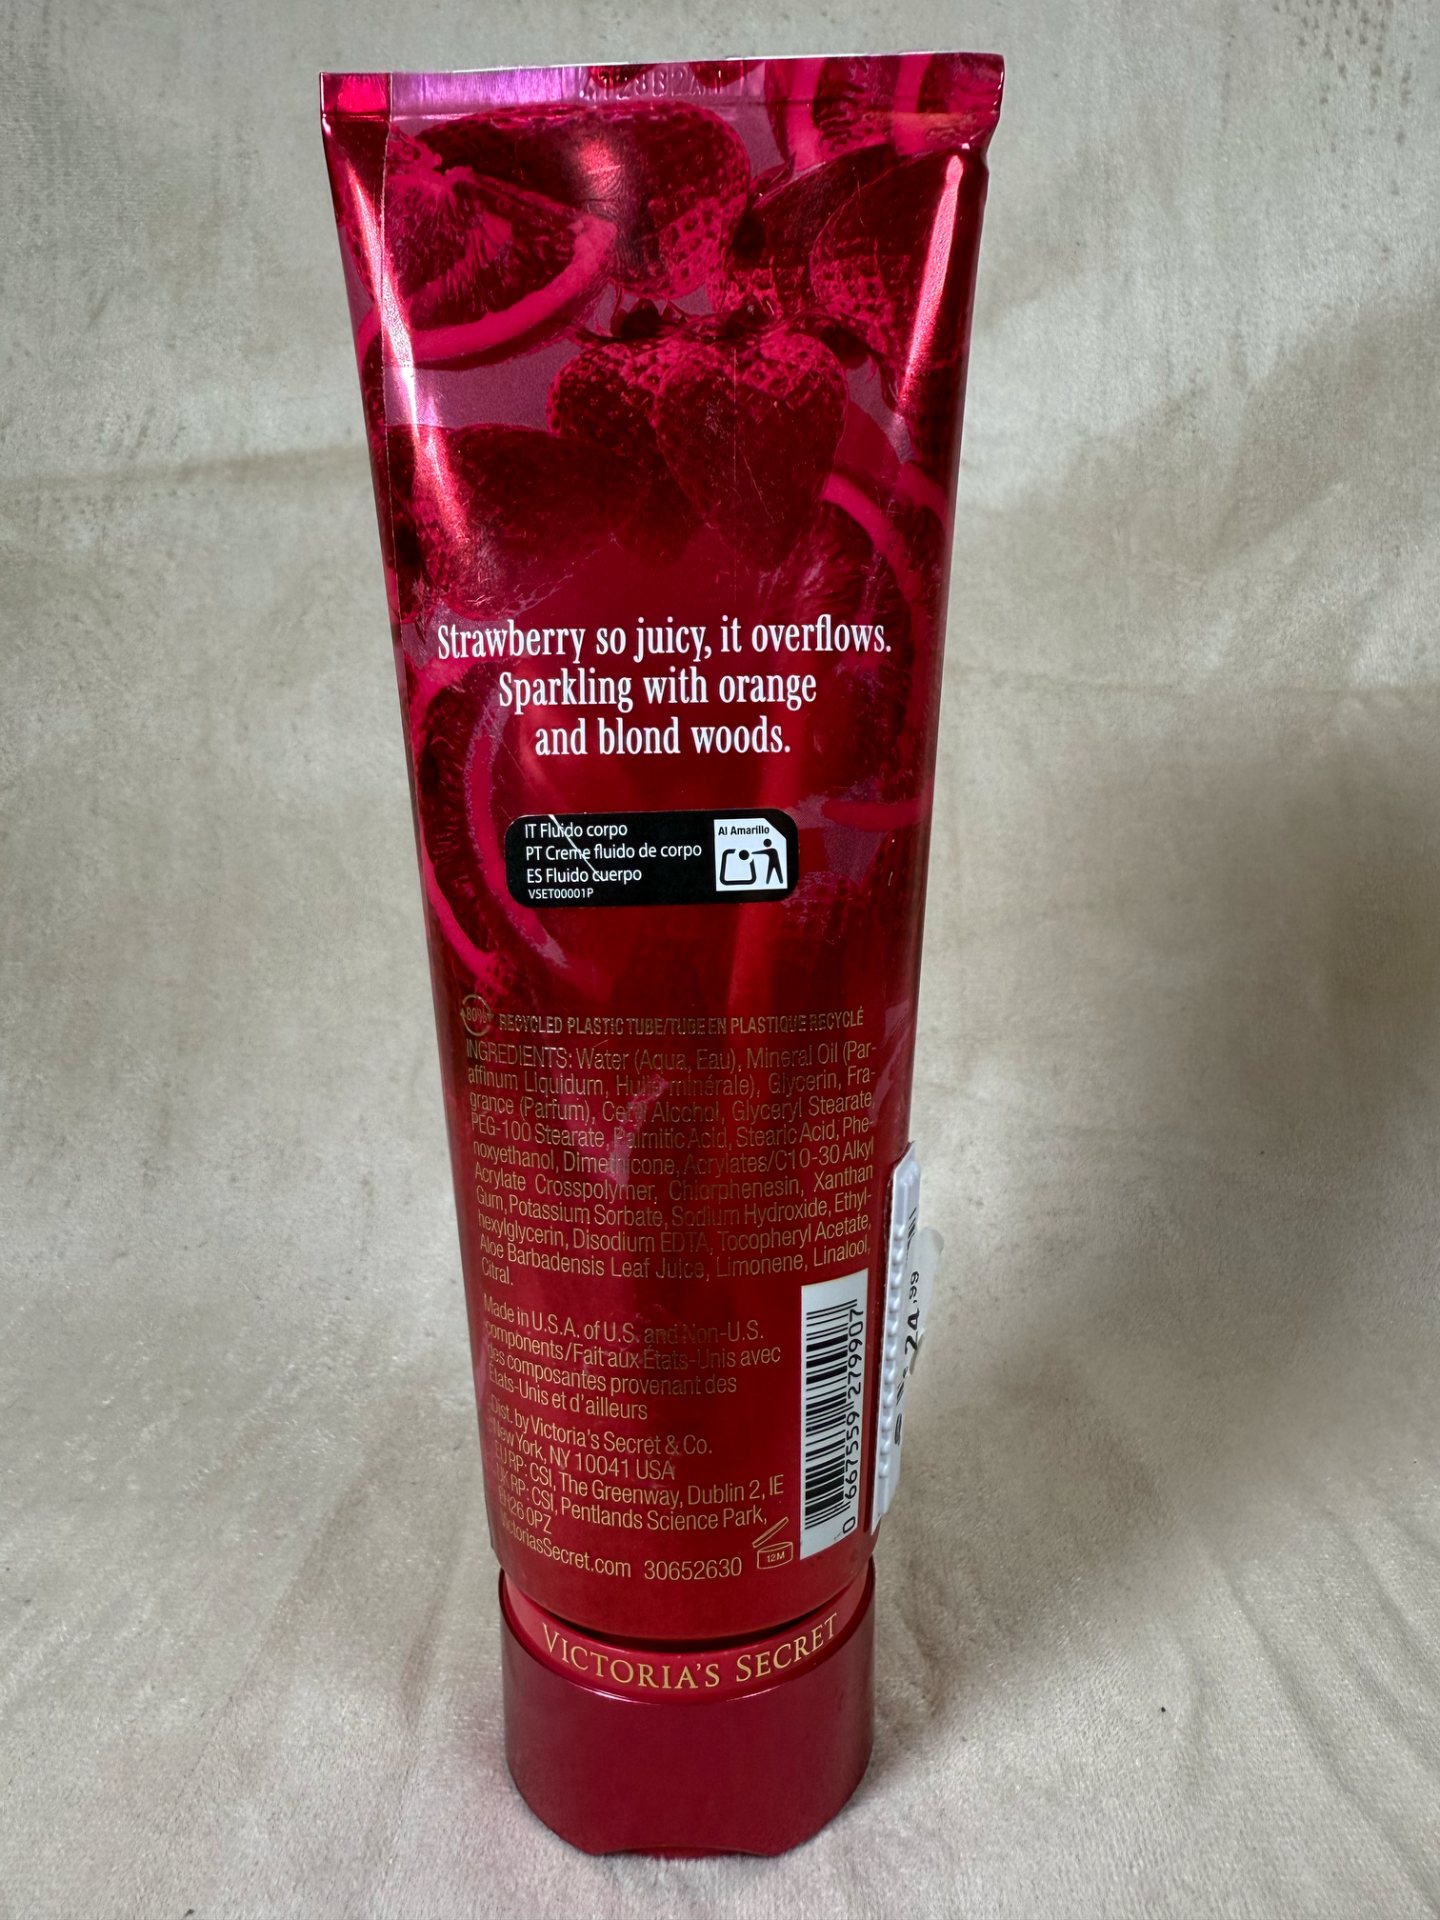 Strawberry so juicy, it overflows.
Sparkling with orange
and blond woods.
IT Fluido corpo
PT Creme fluido de corpo
ES Fluido cuerpo
VSET00001P
Al Amarillo
80% RECYCLED PLASTIC TUBE/TUBE EN PLASTIQUE RECYCLÉ
INGREDIENTS: Water (Aqua, Eau), Mineral Oil (Par-
affinum Liquidum, Huile minérale), Glycerin, Fra-
grance (Parfum), Cetyl Alcohol, Glyceryl Stearate,
PEG-100 Stearate, Palmitic Acid, Stearic Acid, Phe-
noxyethanol, Dimethicone, Acrylates/C10-30 Alkyl
Acrylate Crosspolymer, Chlorphenesin, Xanthan
Gum, Potassium Sorbate, Sodium Hydroxide, Ethyl-
hexylglycerin, Disodium EDTA, Tocopheryl Acetate,
Aloe Barbadensis Leaf Juice, Limonene, Linalool,
Citral.
Made in U.S.A. of U.S. and Non-U.S.
components/Fait aux États-Unis avec
des composantes provenant des
États-Unis et d'ailleurs
Dist. by Victoria's Secret & Co.
New York, NY 10041 USA
EU RP: CSI, The Greenway, Dublin 2, IE
UK RP: CSI, Pentlands Science Park,
EH26 0PZ
VictoriasSecret.com 30652630
12M
0 667559 279907
24,99
VICTORIA'S SECRET